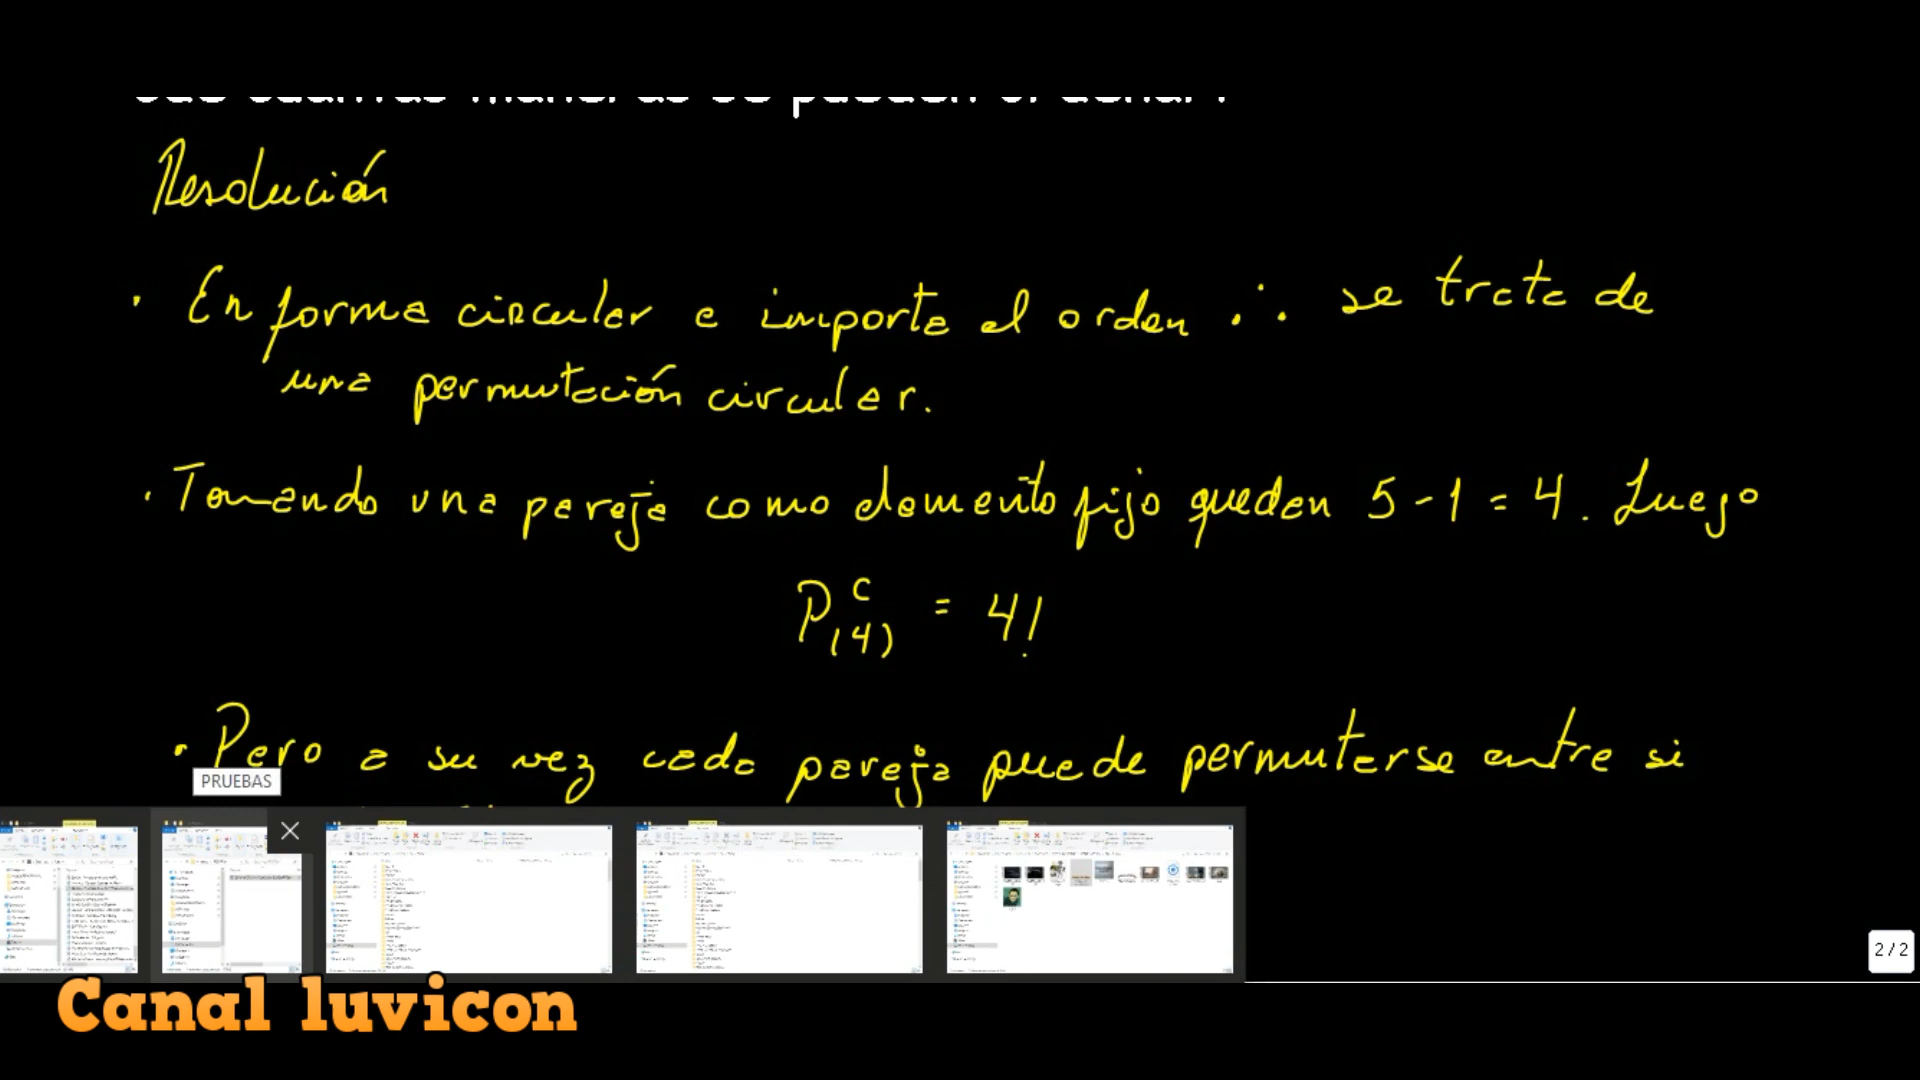 Resolución
· En forma circular e importa el orden ∴ se trata de
una permutación circular.
· Tomando una pareja como elemento fijo quedan 5 - 1 = 4. Luego
P^C_(4) = 4!
· Pero a su vez cada pareja puede permutarse entre si
PRUEBAS
2 / 2
Canal luvicon